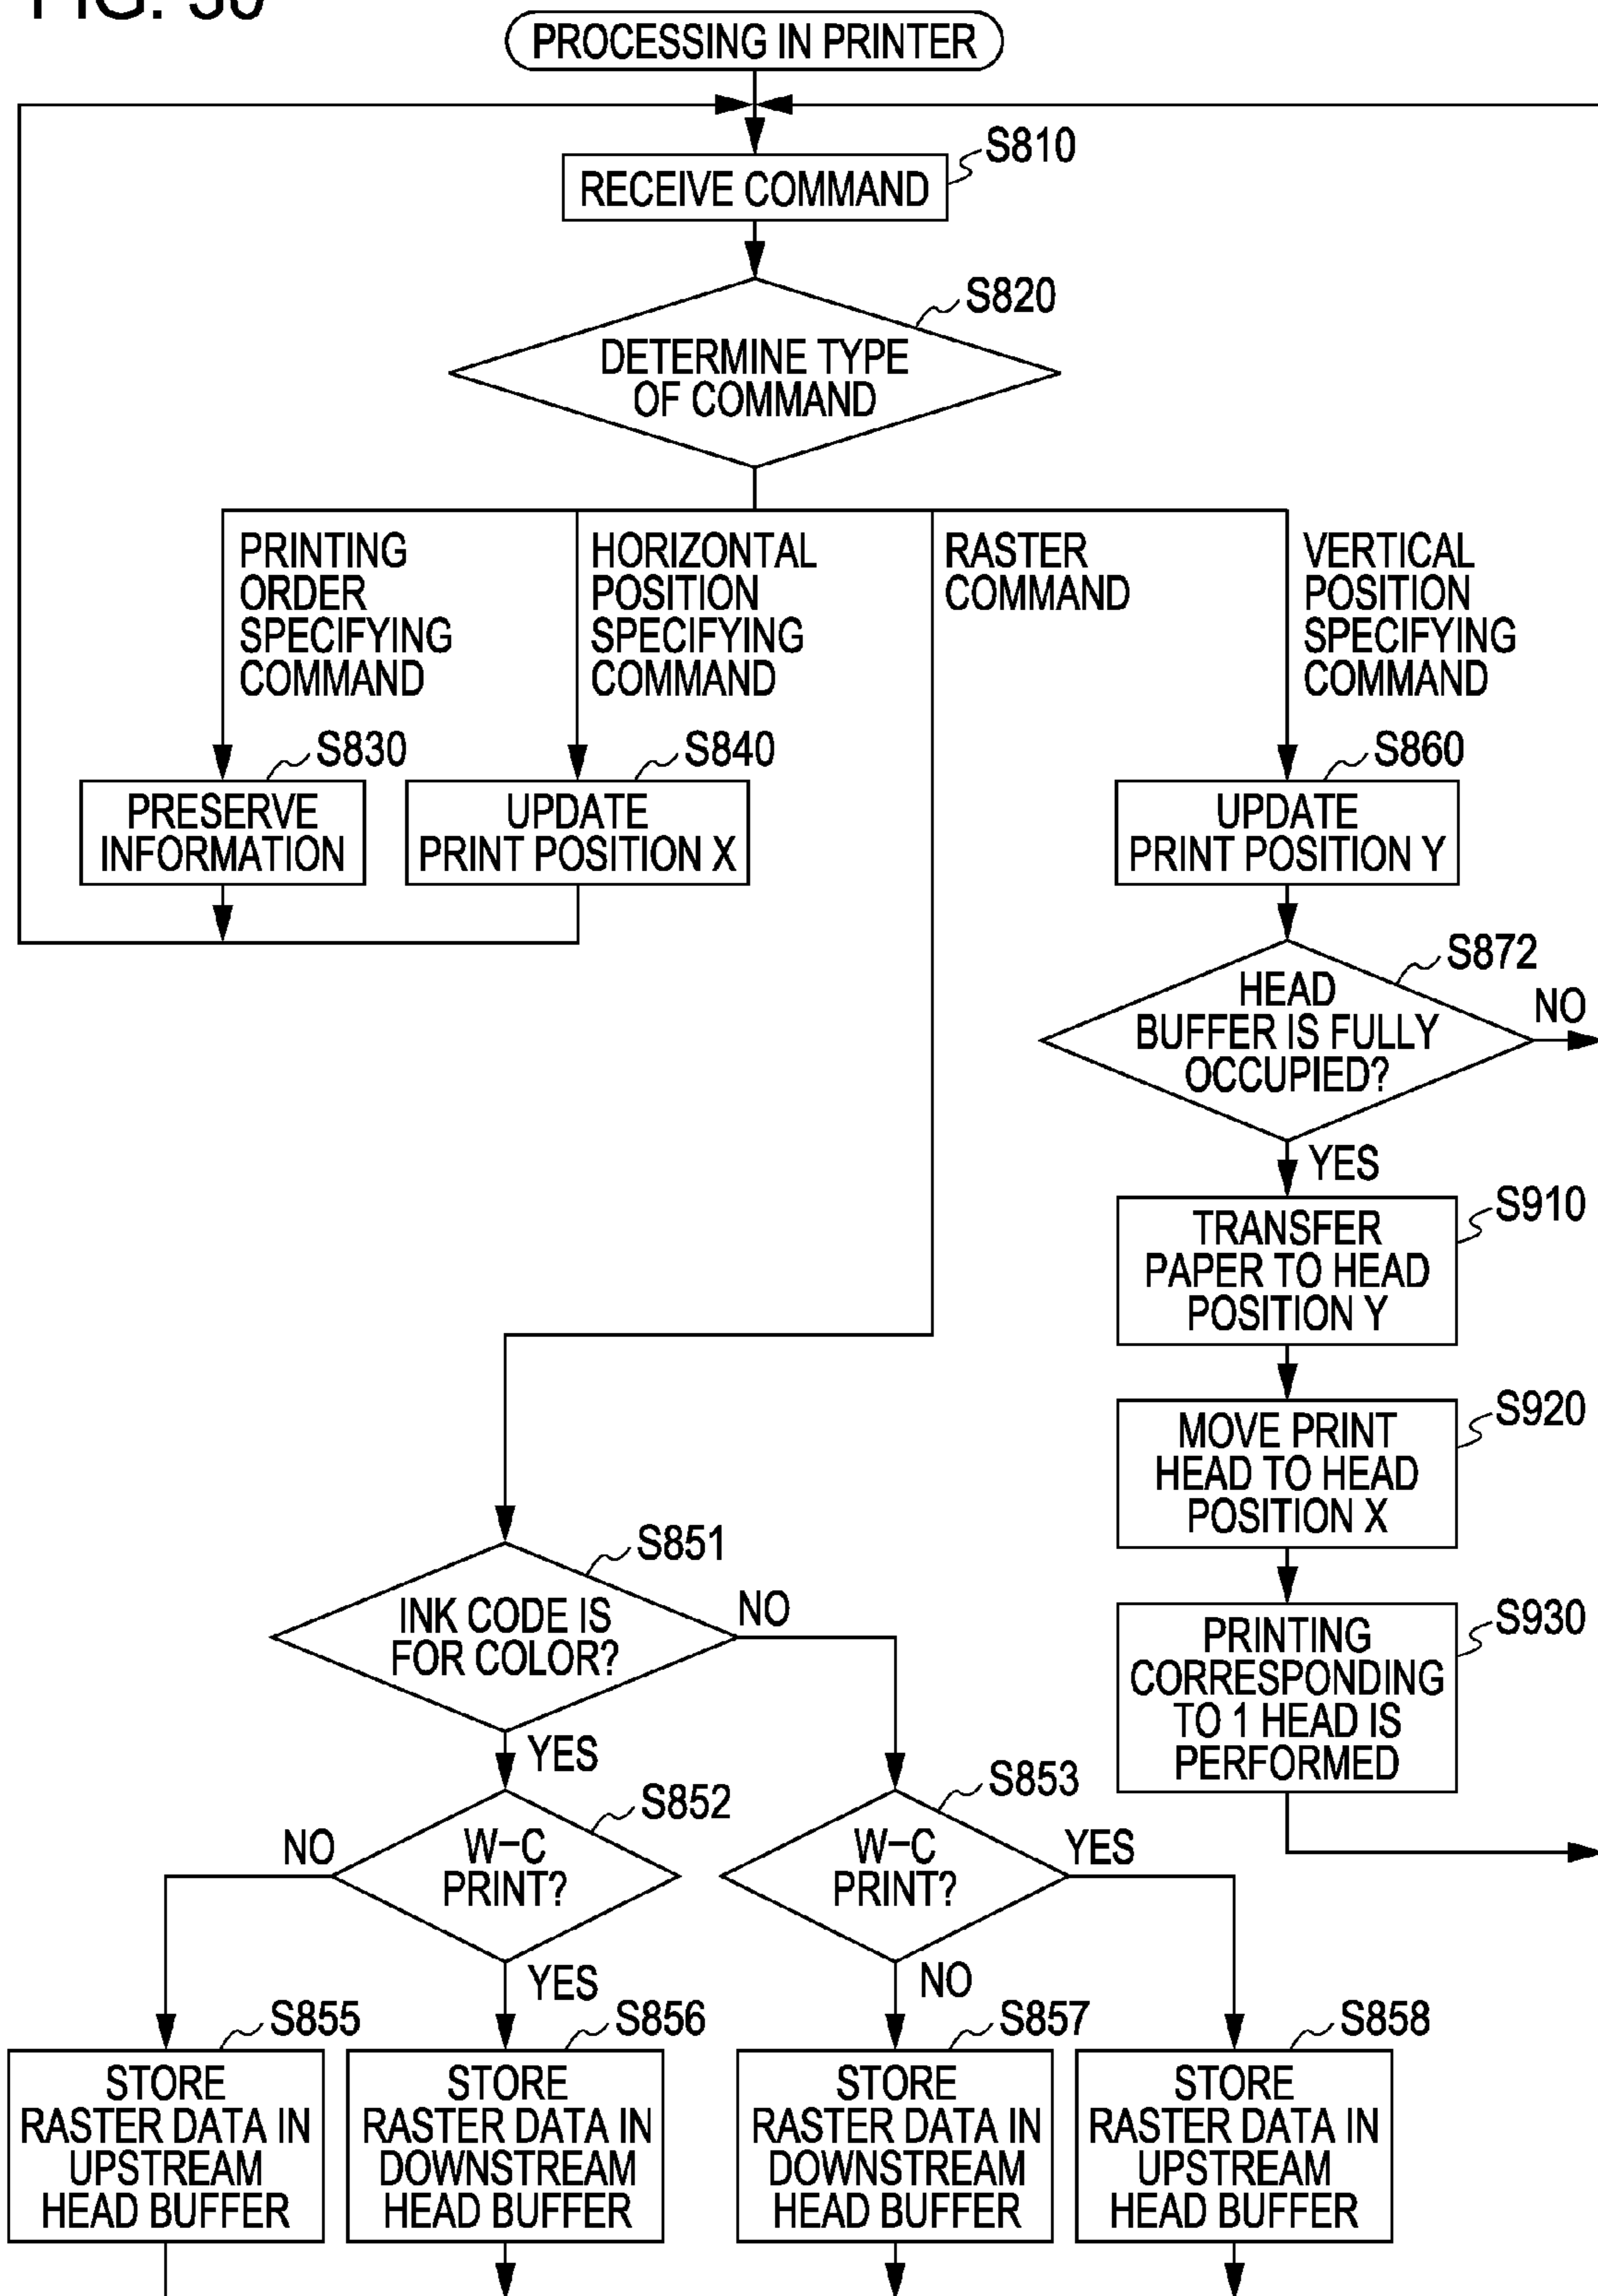 FIG. 30
PROCESSING IN PRINTER
S810
RECEIVE COMMAND
S820
DETERMINE TYPE
OF COMMAND
PRINTING
ORDER
SPECIFYING
COMMAND
HORIZONTAL
POSITION
SPECIFYING
COMMAND
RASTER
COMMAND
VERTICAL
POSITION
SPECIFYING
COMMAND
S830
PRESERVE
INFORMATION
S840
UPDATE
PRINT POSITION X
S860
UPDATE
PRINT POSITION Y
S872
HEAD
BUFFER IS FULLY
OCCUPIED?
NO
YES
S910
TRANSFER
PAPER TO HEAD
POSITION Y
S920
MOVE PRINT
HEAD TO HEAD
POSITION X
S930
PRINTING
CORRESPONDING
TO 1 HEAD IS
PERFORMED
S851
INK CODE IS
FOR COLOR?
NO
YES
S852
W-C
PRINT?
NO
YES
S853
W-C
PRINT?
YES
NO
S855
STORE
RASTER DATA IN
UPSTREAM
HEAD BUFFER
S856
STORE
RASTER DATA IN
DOWNSTREAM
HEAD BUFFER
S857
STORE
RASTER DATA IN
DOWNSTREAM
HEAD BUFFER
S858
STORE
RASTER DATA IN
UPSTREAM
HEAD BUFFER